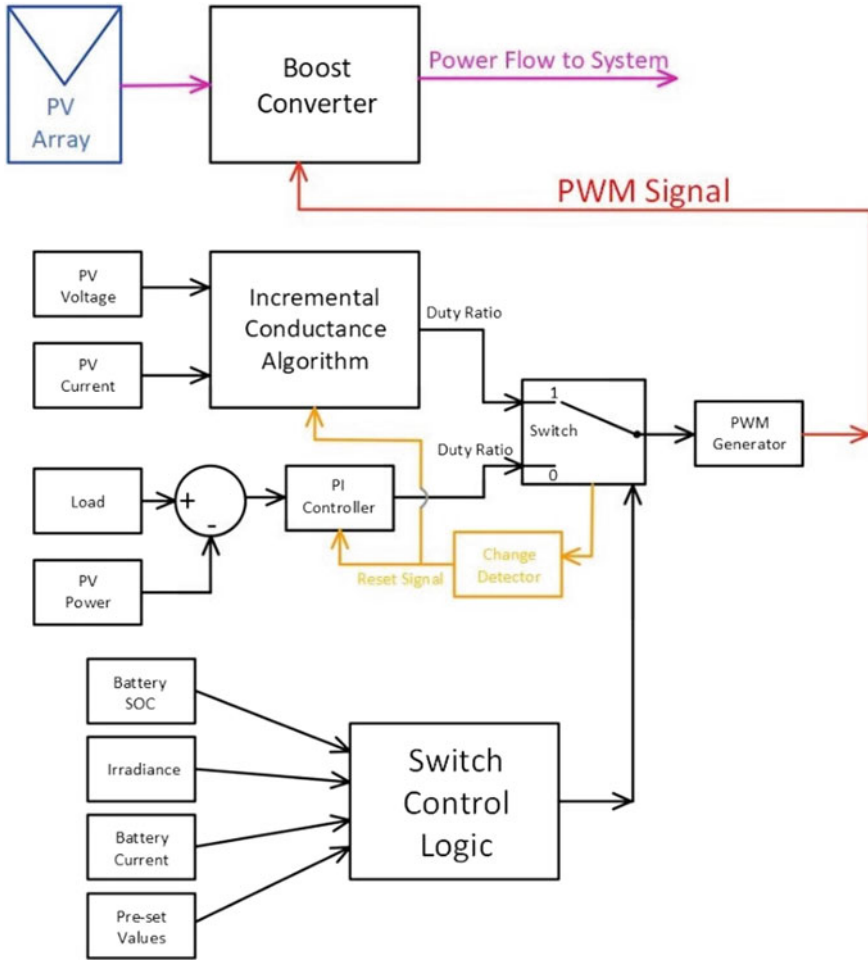 PV
Array
Boost
Converter
Power Flow to System
PWM Signal
PV
Voltage
PV
Current
Incremental
Conductance
Algorithm
Duty Ratio
1
Switch
0
PWM
Generator
Load
+
-
PI
Controller
Duty Ratio
PV
Power
Reset Signal
Change
Detector
Battery
SOC
Irradiance
Battery
Current
Pre-set
Values
Switch
Control
Logic